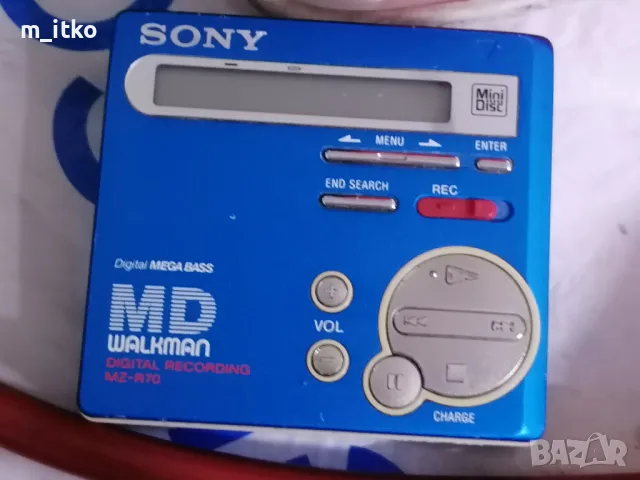 m_itko
SONY
Mini
Disc
MENU
ENTER
END SEARCH
REC
Digital MEGA BASS
MD
WALKMAN
DIGITAL RECORDING
MZ-R70
VOL
CHARGE
BAZAR